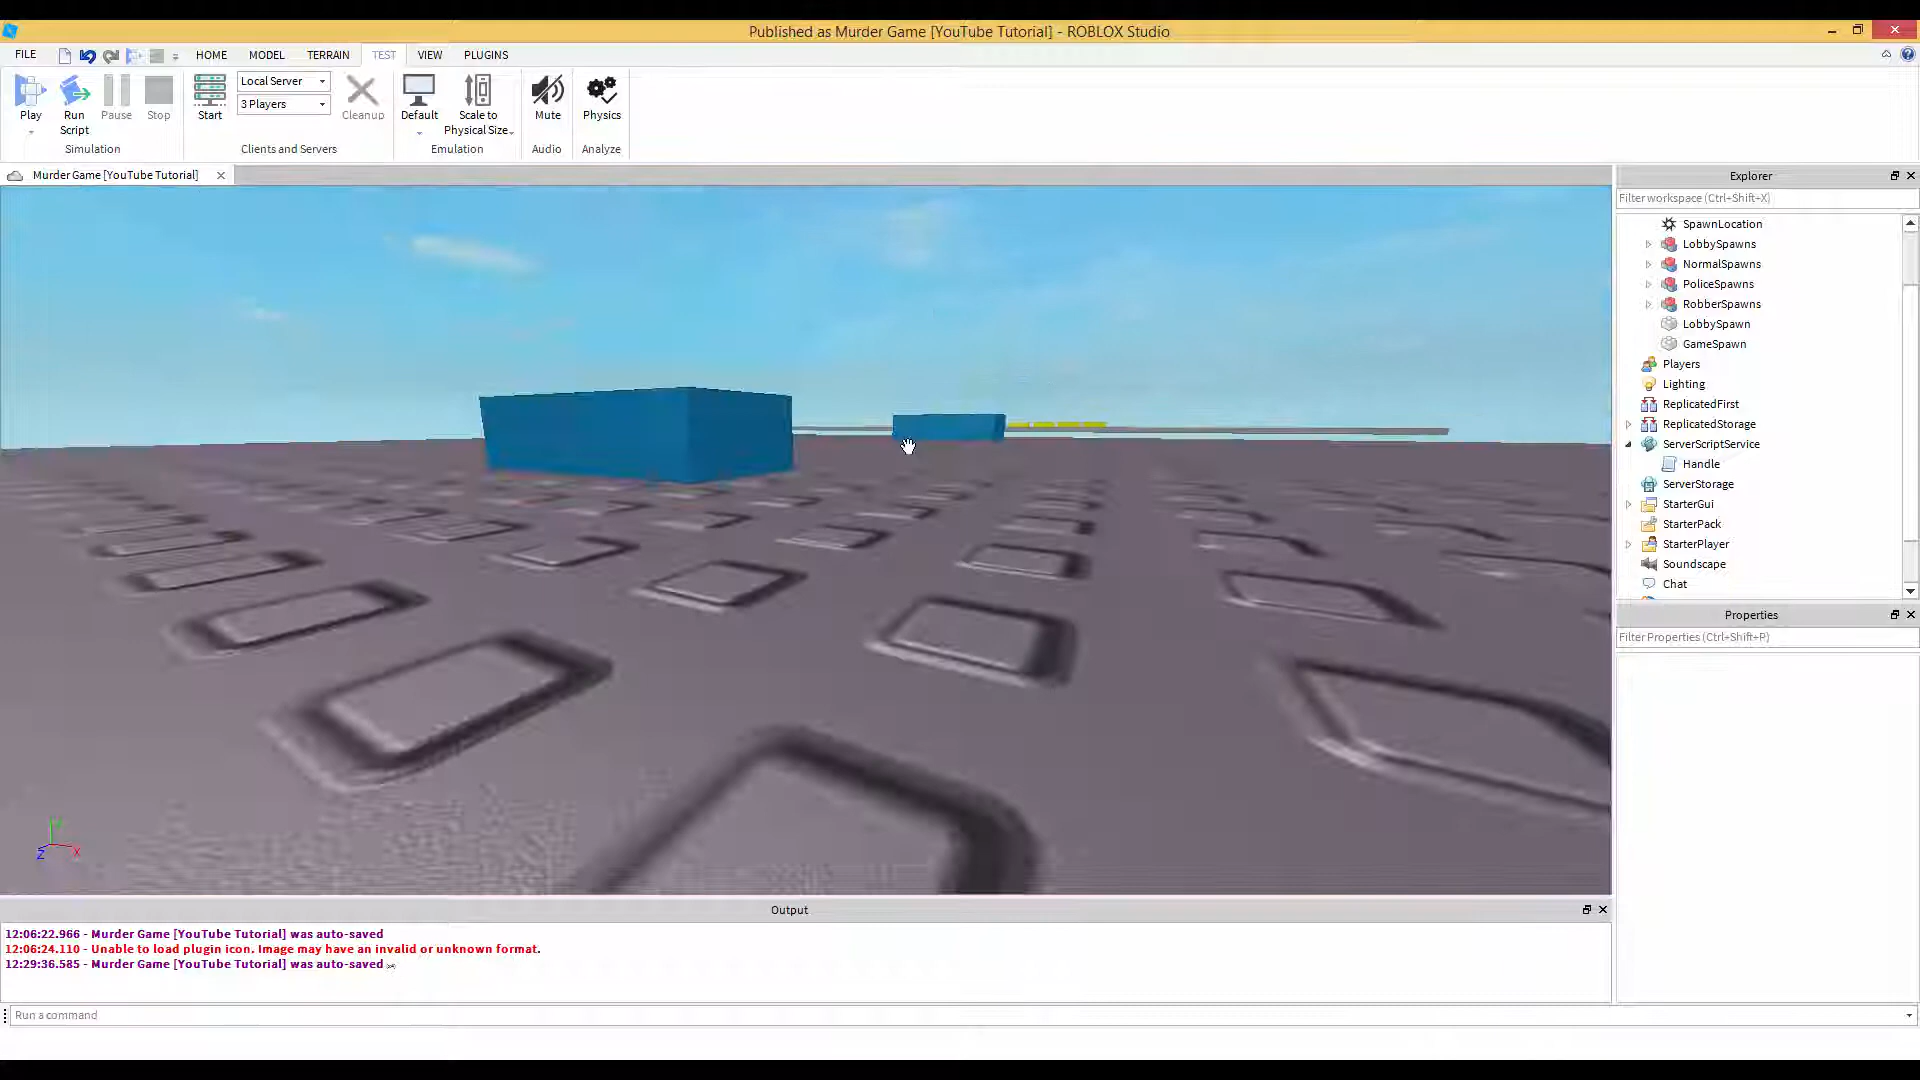 Published as Murder Game [YouTube Tutorial] - ROBLOX Studio
FILE HOME MODEL TERRAIN TEST VIEW PLUGINS
Play Run Script Pause Stop
Simulation
Start Local Server 3 Players Cleanup
Clients and Servers
Default Scale to Physical Size
Emulation
Mute
Audio
Physics
Analyze
Murder Game [YouTube Tutorial]
Explorer
Filter workspace (Ctrl+Shift+X)
SpawnLocation
LobbySpawns
NormalSpawns
PoliceSpawns
RobberSpawns
LobbySpawn
GameSpawn
Players
Lighting
ReplicatedFirst
ReplicatedStorage
ServerScriptService
Handle
ServerStorage
StarterGui
StarterPack
StarterPlayer
Soundscape
Chat
Properties
Filter Properties (Ctrl+Shift+P)
Y
Z X
Output
12:06:22.966 - Murder Game [YouTube Tutorial] was auto-saved
12:06:24.110 - Unable to load plugin icon. Image may have an invalid or unknown format.
12:29:36.585 - Murder Game [YouTube Tutorial] was auto-saved
Run a command